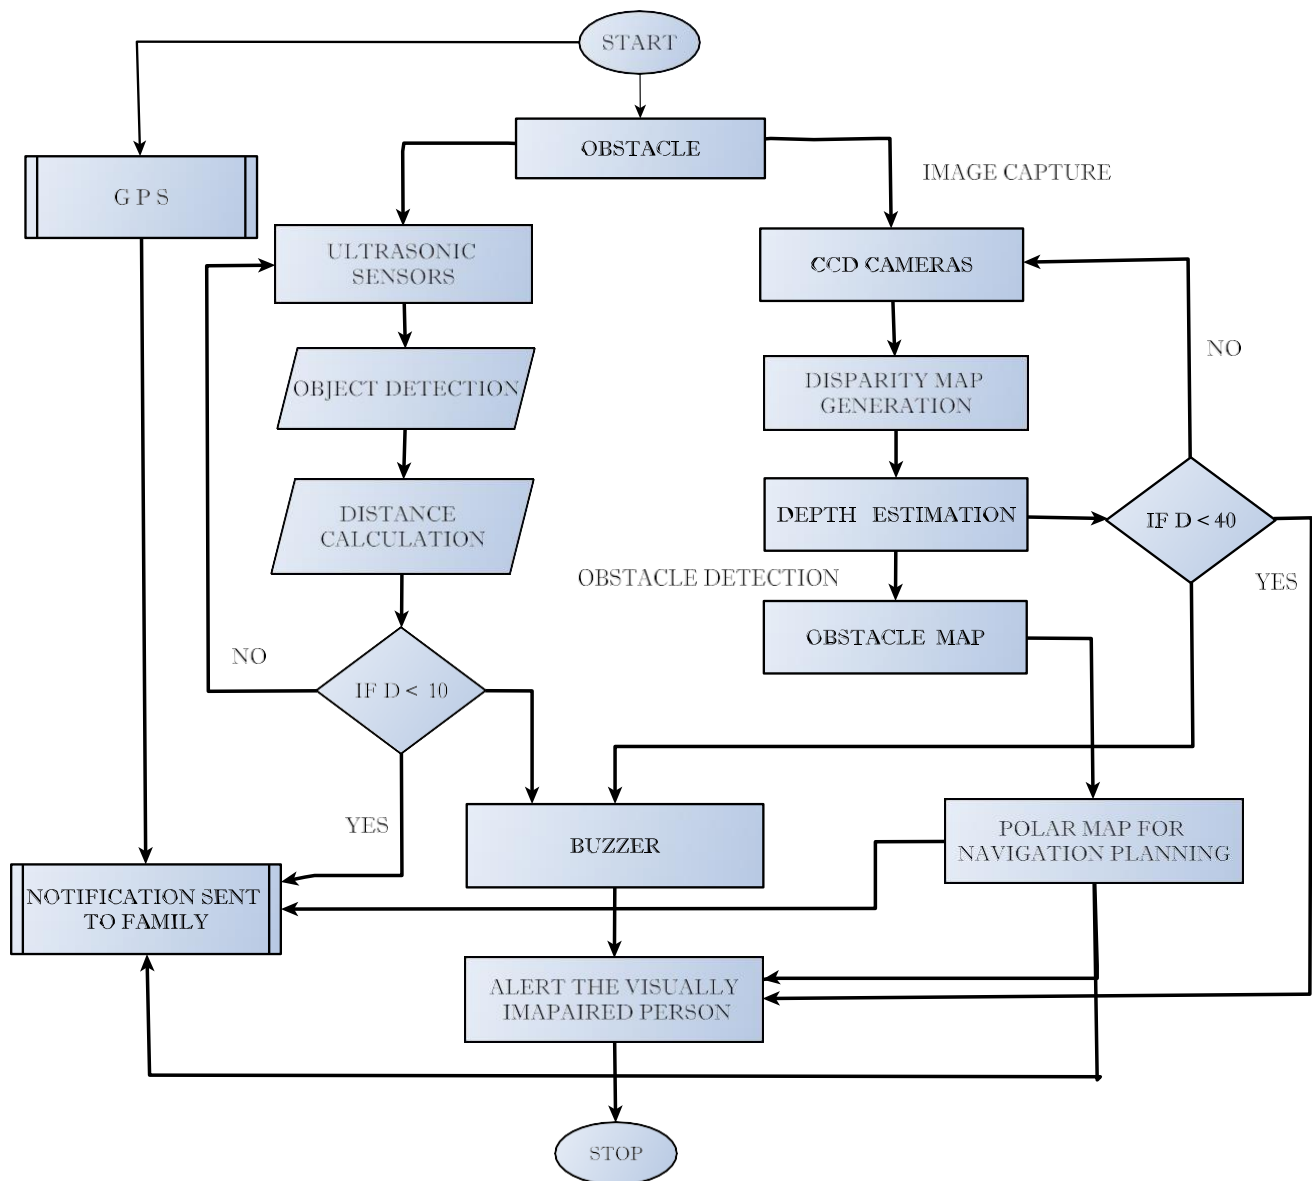 START
OBSTACLE
IMAGE CAPTURE
G P S
ULTRASONIC
SENSORS
CCD CAMERAS
NO
OBJECT DETECTION
DISPARITY MAP
GENERATION
DISTANCE
CALCULATION
DEPTH ESTIMATION
IF D < 40
OBSTACLE DETECTION
YES
OBSTACLE MAP
NO
IF D < 10
YES
BUZZER
POLAR MAP FOR
NAVIGATION PLANNING
NOTIFICATION SENT
TO FAMILY
ALERT THE VISUALLY
IMAPAIRED PERSON
STOP